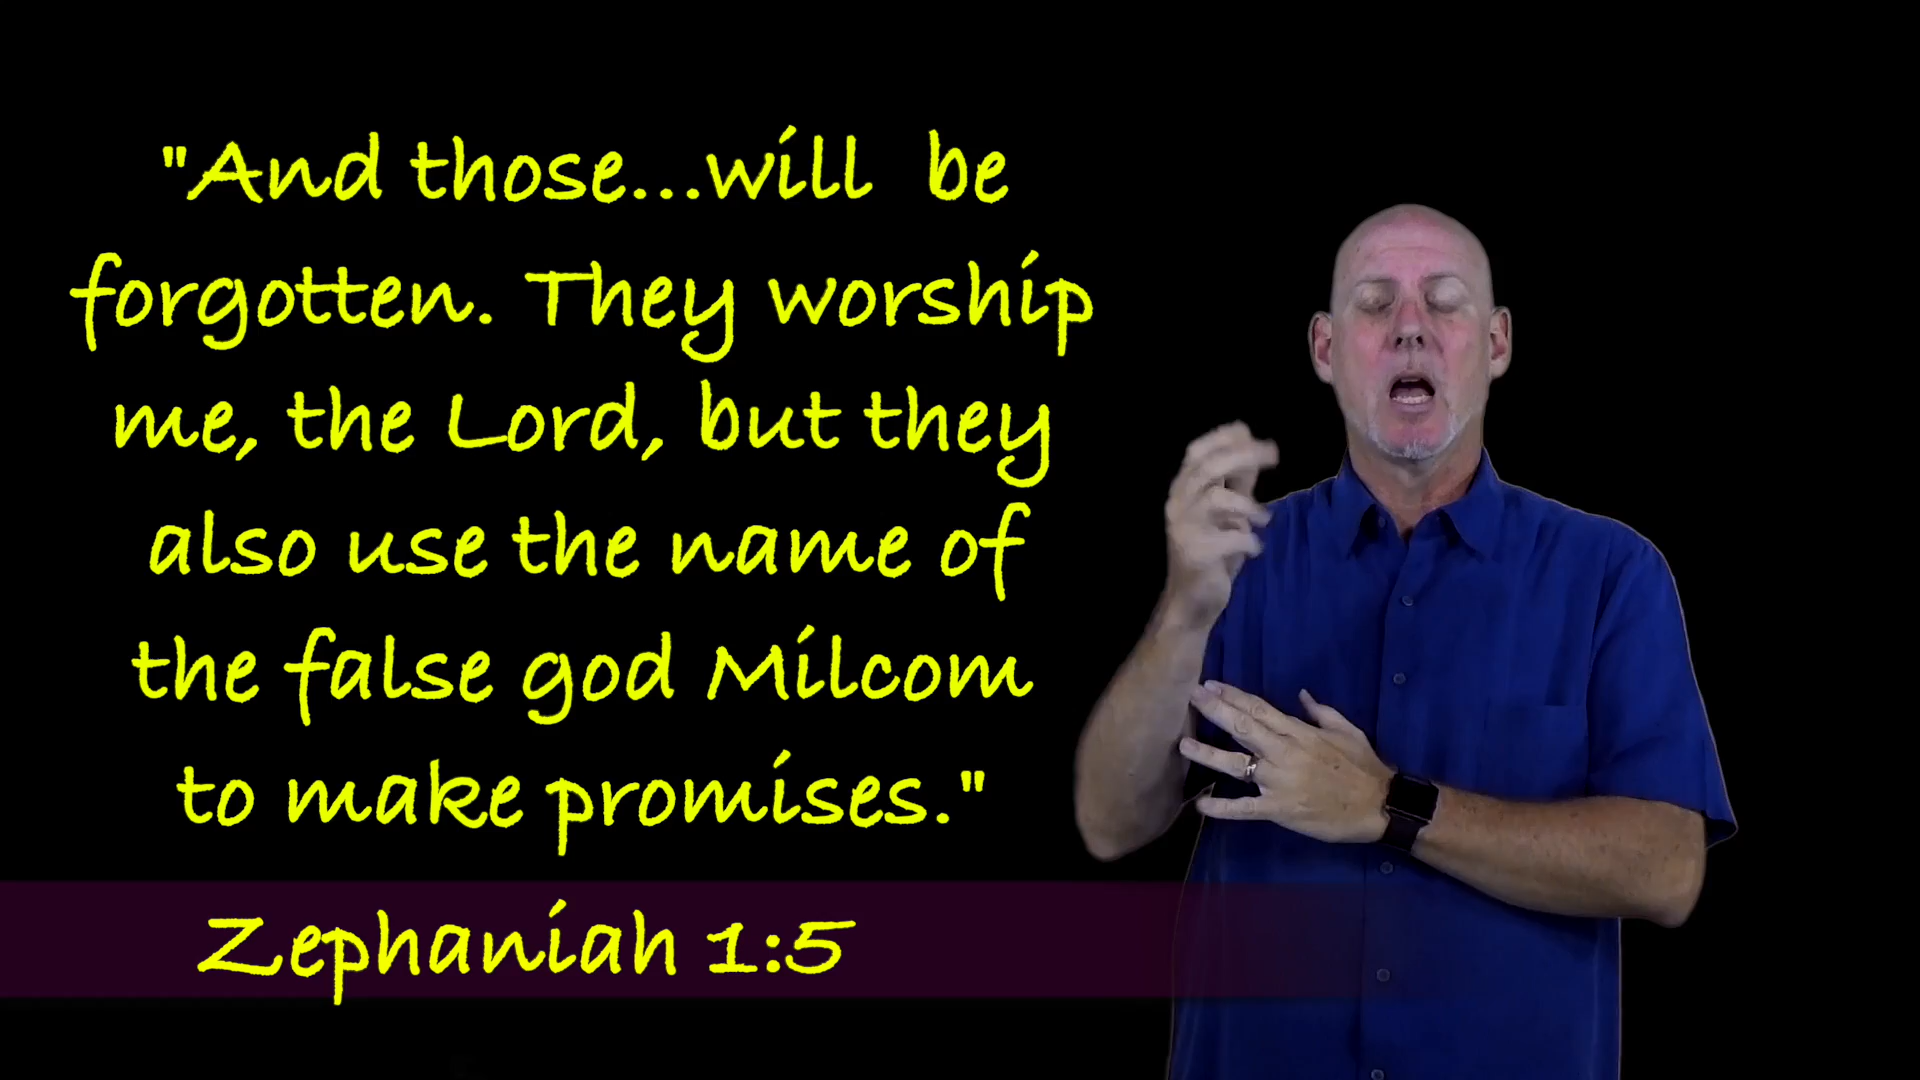 "And those...will be
forgotten. They worship
me, the Lord, but they
also use the name of
the false god Milcom
to make promises."
Zephaniah 1:5